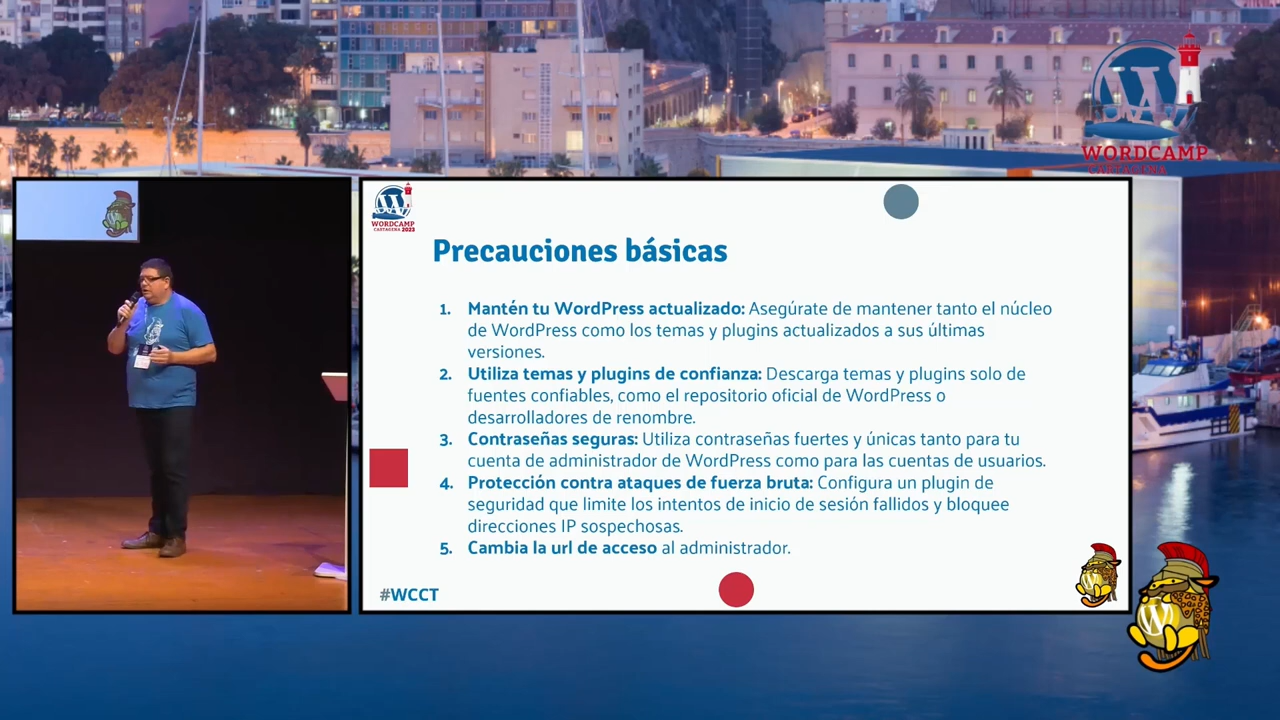 WORDCAMP
CARTAGENA
WORDCAMP
CARTAGENA 2023
Precauciones básicas
1. Mantén tu WordPress actualizado: Asegúrate de mantener tanto el núcleo
de WordPress como los temas y plugins actualizados a sus últimas
versiones.
2. Utiliza temas y plugins de confianza: Descarga temas y plugins solo de
fuentes confiables, como el repositorio oficial de WordPress o
desarrolladores de renombre.
3. Contraseñas seguras: Utiliza contraseñas fuertes y únicas tanto para tu
cuenta de administrador de WordPress como para las cuentas de usuarios.
4. Protección contra ataques de fuerza bruta: Configura un plugin de
seguridad que limite los intentos de inicio de sesión fallidos y bloquee
direcciones IP sospechosas.
5. Cambia la url de acceso al administrador.
#WCCT